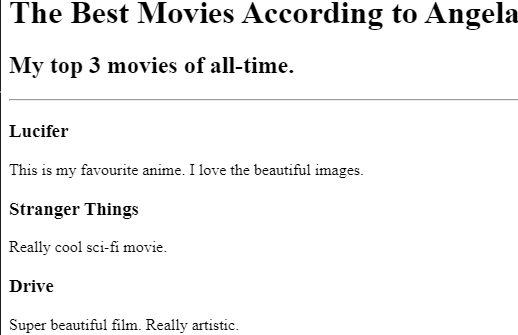 The Best Movies According to Angela
My top 3 movies of all-time.
Lucifer
This is my favourite anime. I love the beautiful images.
Stranger Things
Really cool sci-fi movie.
Drive
Super beautiful film. Really artistic.